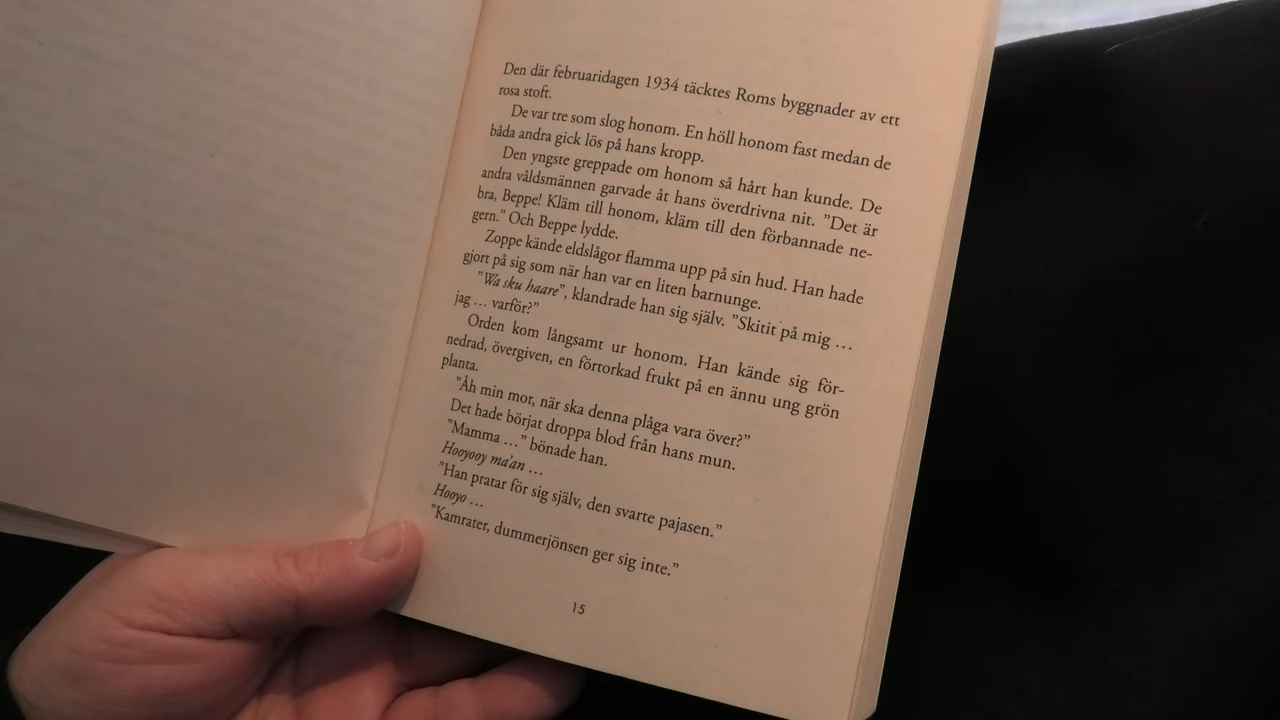 Den där februaridagen 1934 täcktes Roms byggnader av ett
rosa stoft.
De var tre som slog honom. En höll honom fast medan de
båda andra gick lös på hans kropp.
Den yngste greppade om honom så hårt han kunde. De
andra våldsmännen garvade åt hans överdrivna nit. ”Det är
bra, Beppe! Kläm till honom, kläm till den förbannade ne-
gern.” Och Beppe lydde.
Zoppe kände eldslågor flamma upp på sin hud. Han hade
gjort på sig som när han var en liten barnunge.
”Wa sku haare”, klandrade han sig själv. ”Skitit på mig …
jag … varför?”
Orden kom långsamt ur honom. Han kände sig för-
nedrad, övergiven, en förtorkad frukt på en ännu ung grön
planta.
”Åh min mor, när ska denna plåga vara över?”
Det hade börjat droppa blod från hans mun.
”Mamma …” bönade han.
Hooyooy ma’an …
”Han pratar för sig själv, den svarte pajasen.”
Hooyo …
”Kamrater, dummerjönsen ger sig inte.”
15